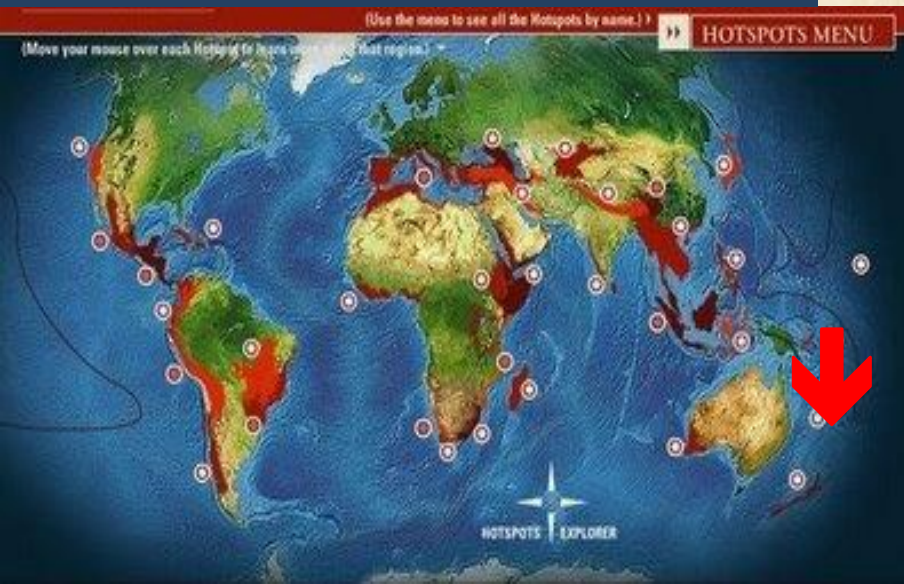 (Use the menu to see all the Hotspots by name.)
HOTSPOTS MENU
(Move your mouse over each Hotspot to learn more about that region.)
HOTSPOTS EXPLORER